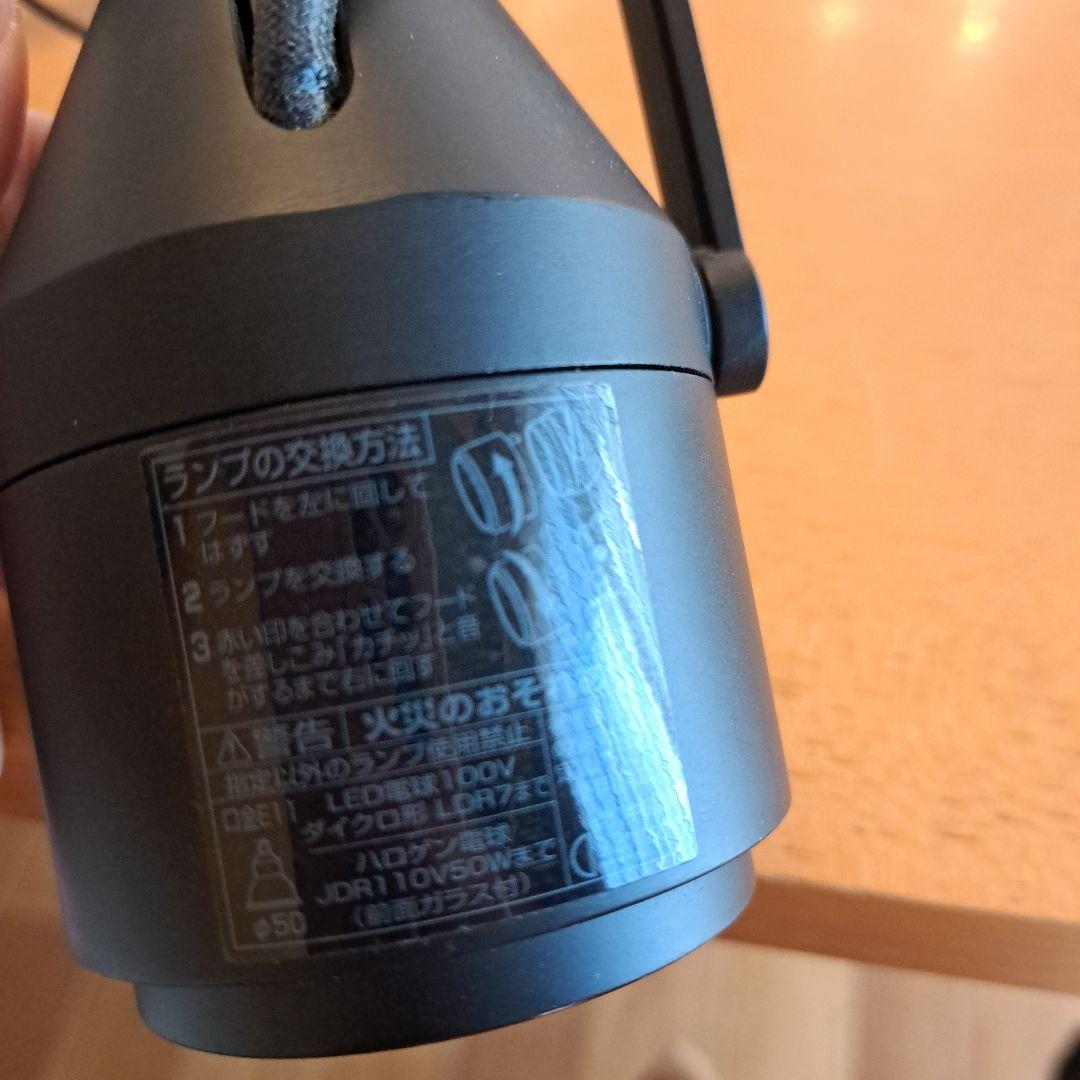 ランプの交換方法
1 フードを左に回して
はずす
2 ランプを交換する
3 赤い印を合わせてフード
を差しこみ「カチッ」と音
がするまで右に回す
警告 火災のおそれ
指定以外のランプ使用禁止
口金E11 LED電球100V
ダイクロ形 LDR7まで
ハロゲン電球
JDR110V50Wまで
(前面ガラス付)
φ50